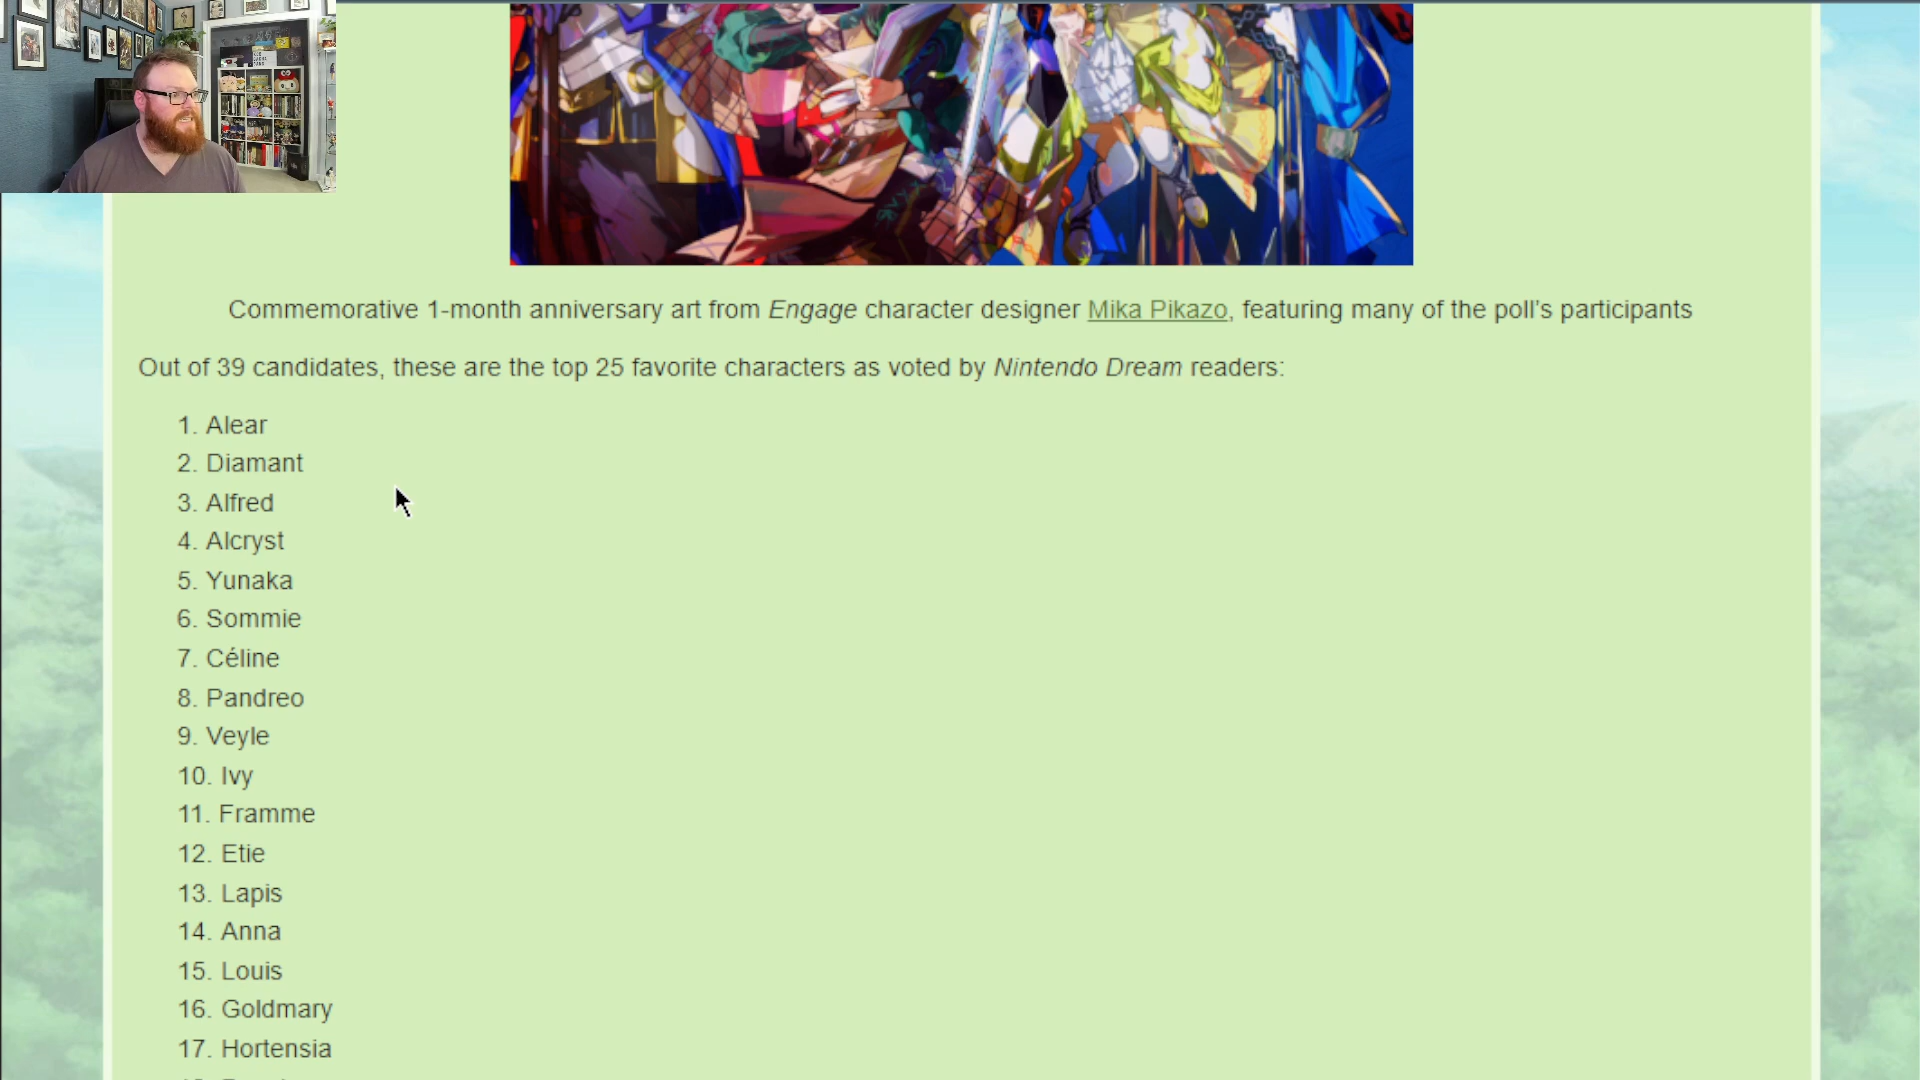 Commemorative 1-month anniversary art from Engage character designer Mika Pikazo, featuring many of the poll's participants
Out of 39 candidates, these are the top 25 favorite characters as voted by Nintendo Dream readers:
1. Alear
2. Diamant
3. Alfred
4. Alcryst
5. Yunaka
6. Sommie
7. Céline
8. Pandreo
9. Veyle
10. Ivy
11. Framme
12. Etie
13. Lapis
14. Anna
15. Louis
16. Goldmary
17. Hortensia